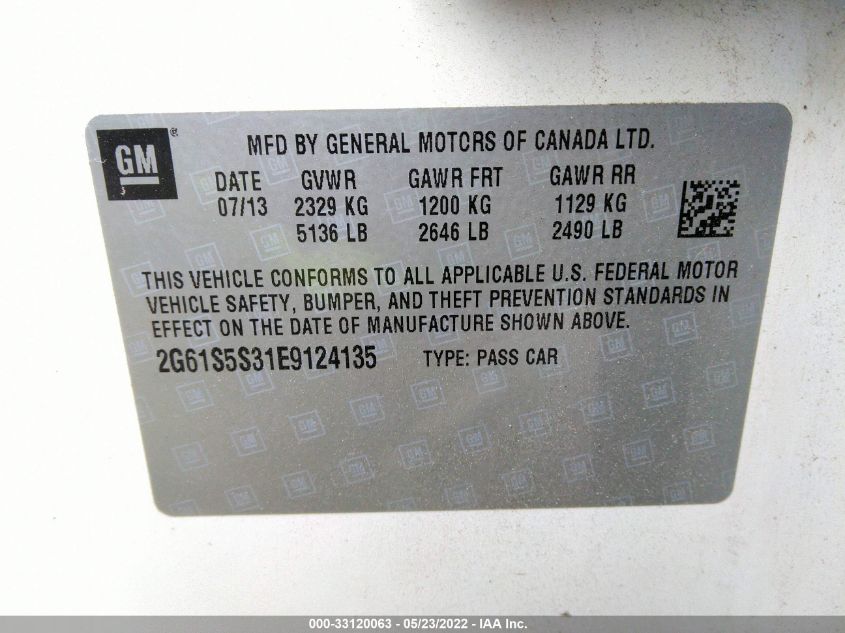 GM
MFD BY GENERAL MOTORS OF CANADA LTD.
DATE GVWR GAWR FRT GAWR RR
07/13 2329 KG 1200 KG 1129 KG
5136 LB 2646 LB 2490 LB
THIS VEHICLE CONFORMS TO ALL APPLICABLE U.S. FEDERAL MOTOR
VEHICLE SAFETY, BUMPER, AND THEFT PREVENTION STANDARDS IN
EFFECT ON THE DATE OF MANUFACTURE SHOWN ABOVE.
2G61S5S31E9124135 TYPE: PASS CAR
000-33120063 - 05/23/2022 - IAA Inc.